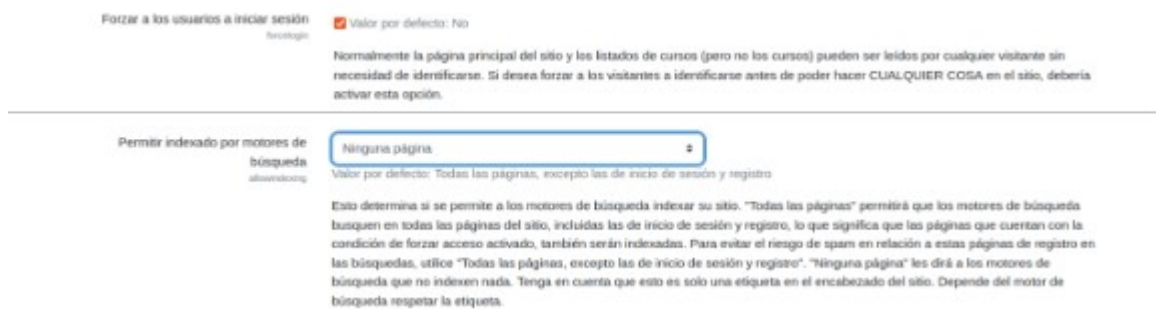 Forzar a los usuarios a iniciar sesión
forcelogin
Valor por defecto: No
Normalmente la página principal del sitio y los listados de cursos (pero no los cursos) pueden ser leídos por cualquier visitante sin
necesidad de identificarse. Si desea forzar a los visitantes a identificarse antes de poder hacer CUALQUIER COSA en el sitio, debería
activar esta opción.
Permitir indexado por motores de
búsqueda
allowindexing
Ninguna página
Valor por defecto: Todas las páginas, excepto las de inicio de sesión y registro
Esto determina si se permite a los motores de búsqueda indexar su sitio. "Todas las páginas" permitirá que los motores de búsqueda
busquen en todas las páginas del sitio, incluidas las de inicio de sesión y registro, lo que significa que las páginas que cuentan con la
condición de forzar acceso activado, también serán indexadas. Para evitar el riesgo de spam en relación a estas páginas de registro en
las búsquedas, utilice "Todas las páginas, excepto las de inicio de sesión y registro". "Ninguna página" les dirá a los motores de
búsqueda que no indexen nada. Tenga en cuenta que esto es solo una etiqueta en el encabezado del sitio. Depende del motor de
búsqueda respetar la etiqueta.